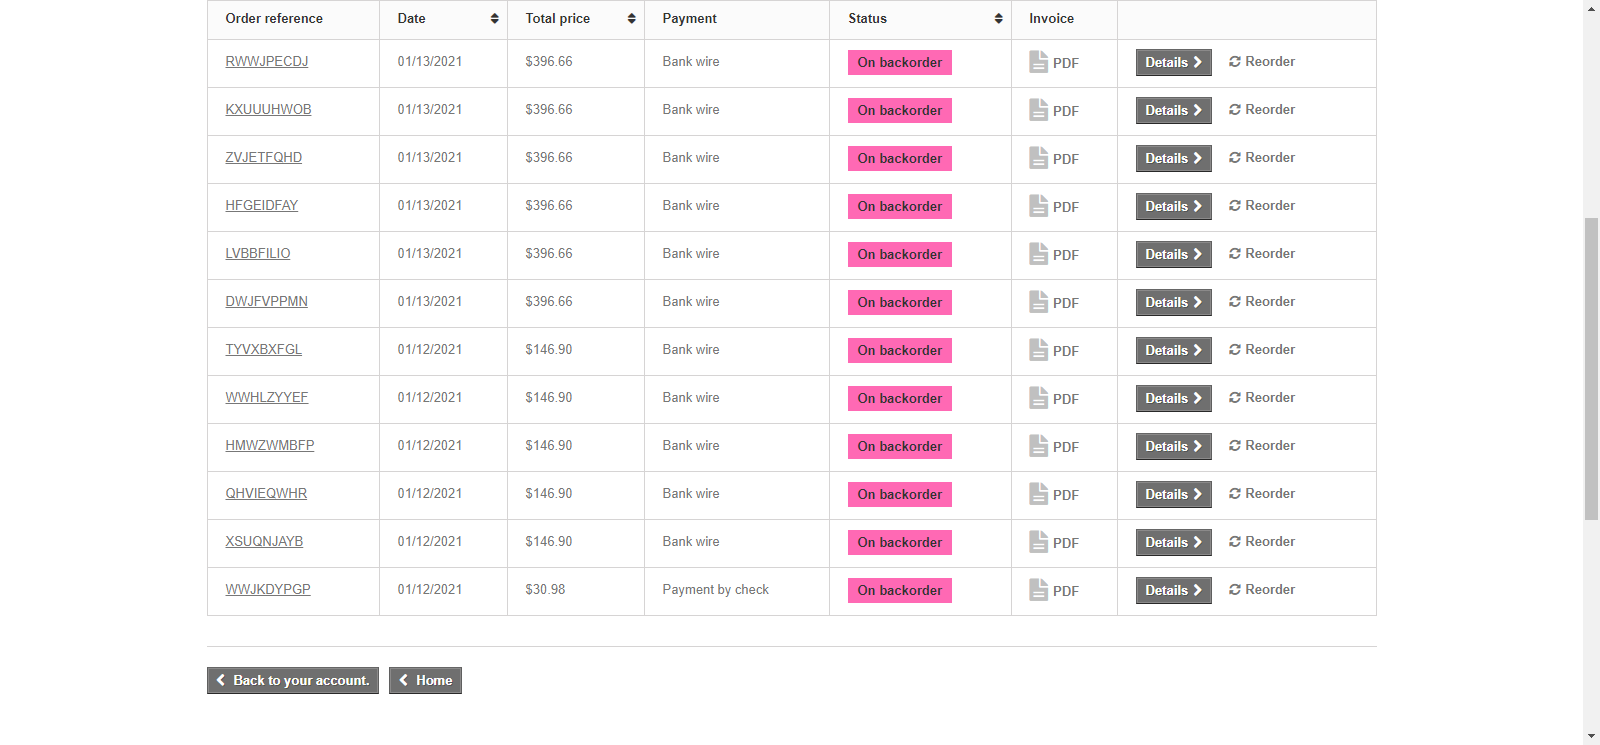 Order reference Date Total price Payment Status Invoice
RWWJPECDJ 01/13/2021 $396.66 Bank wire On backorder PDF Details Reorder
KXUUUHWOB 01/13/2021 $396.66 Bank wire On backorder PDF Details Reorder
ZVJETFQHD 01/13/2021 $396.66 Bank wire On backorder PDF Details Reorder
HFGEIDFAY 01/13/2021 $396.66 Bank wire On backorder PDF Details Reorder
LVBBFILIO 01/13/2021 $396.66 Bank wire On backorder PDF Details Reorder
DWJFVPPMN 01/13/2021 $396.66 Bank wire On backorder PDF Details Reorder
TYVXBXFGL 01/12/2021 $146.90 Bank wire On backorder PDF Details Reorder
WWHLZYYEF 01/12/2021 $146.90 Bank wire On backorder PDF Details Reorder
HMWZWMBFP 01/12/2021 $146.90 Bank wire On backorder PDF Details Reorder
QHVIEQWHR 01/12/2021 $146.90 Bank wire On backorder PDF Details Reorder
XSUQNJAYB 01/12/2021 $146.90 Bank wire On backorder PDF Details Reorder
WWJKDYPGP 01/12/2021 $30.98 Payment by check On backorder PDF Details Reorder
Back to your account. Home